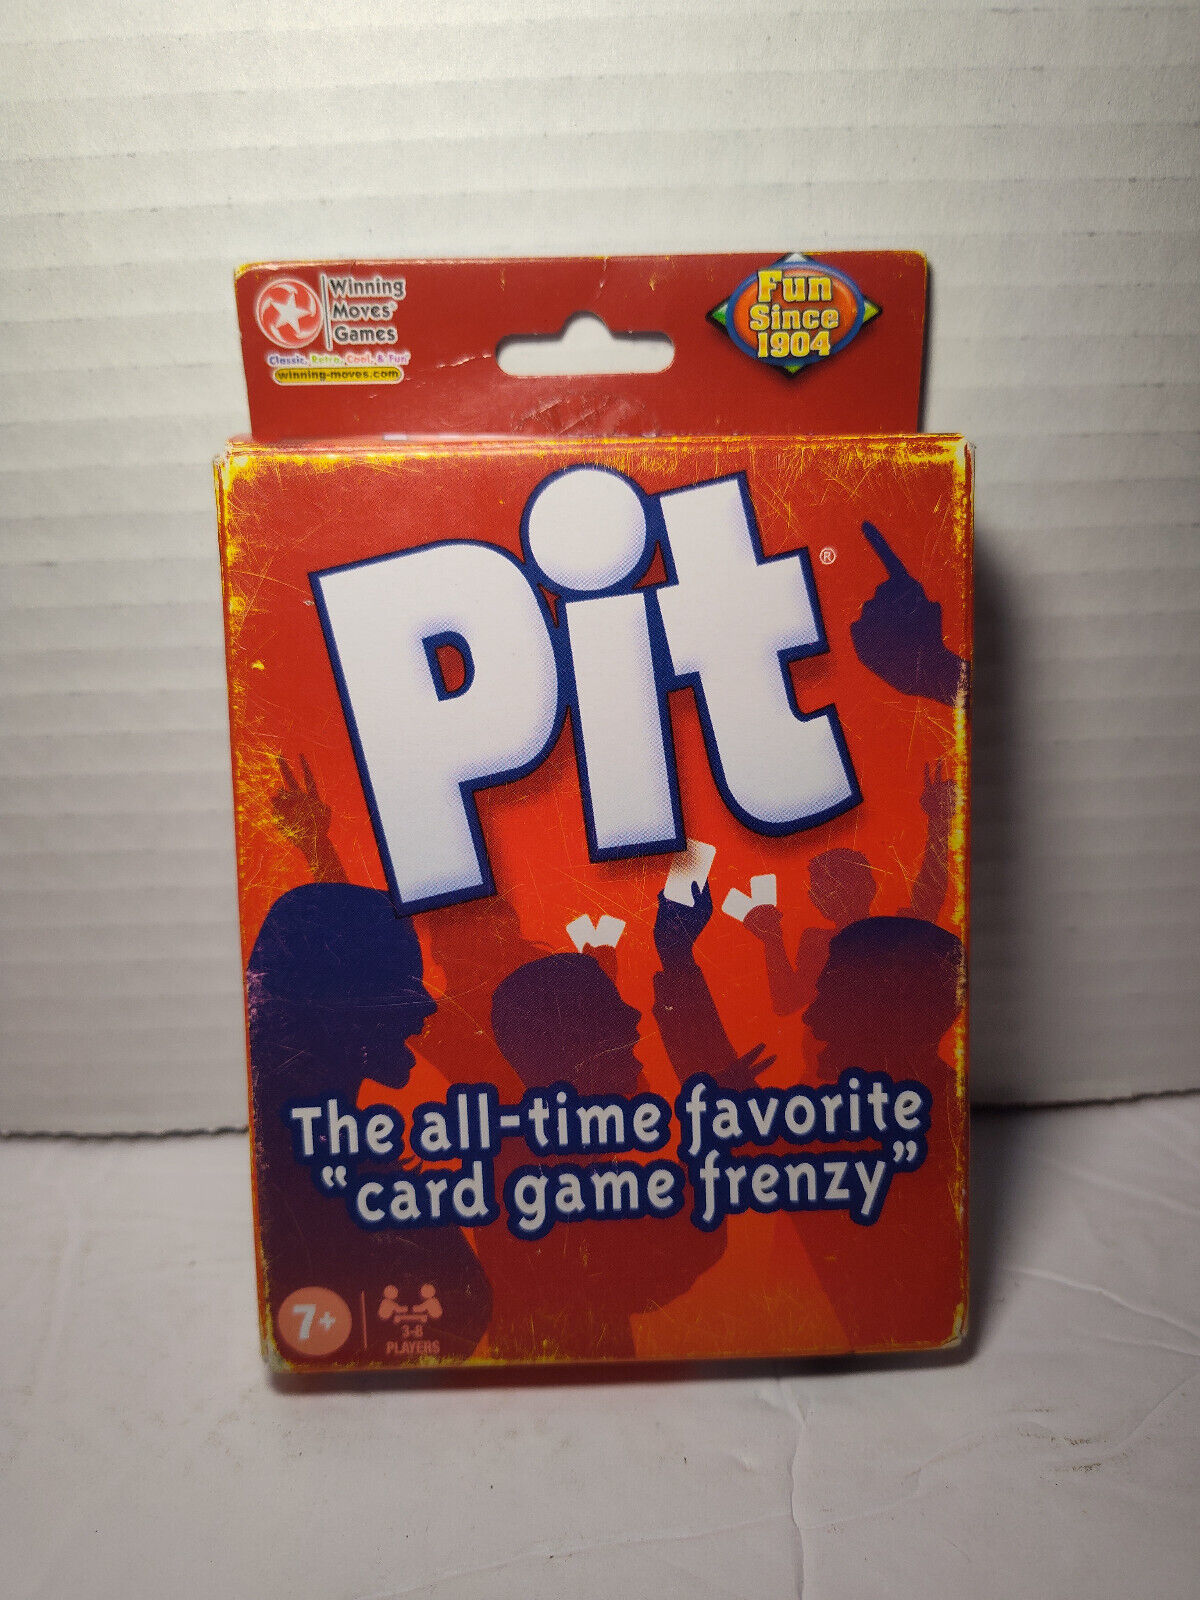 Winning
Moves®
Games
Classic, Retro, Cool, & Fun
winning-moves.com
Fun
Since
1904
Pit®
The all-time favorite
“card game frenzy”
7+
3-8
PLAYERS